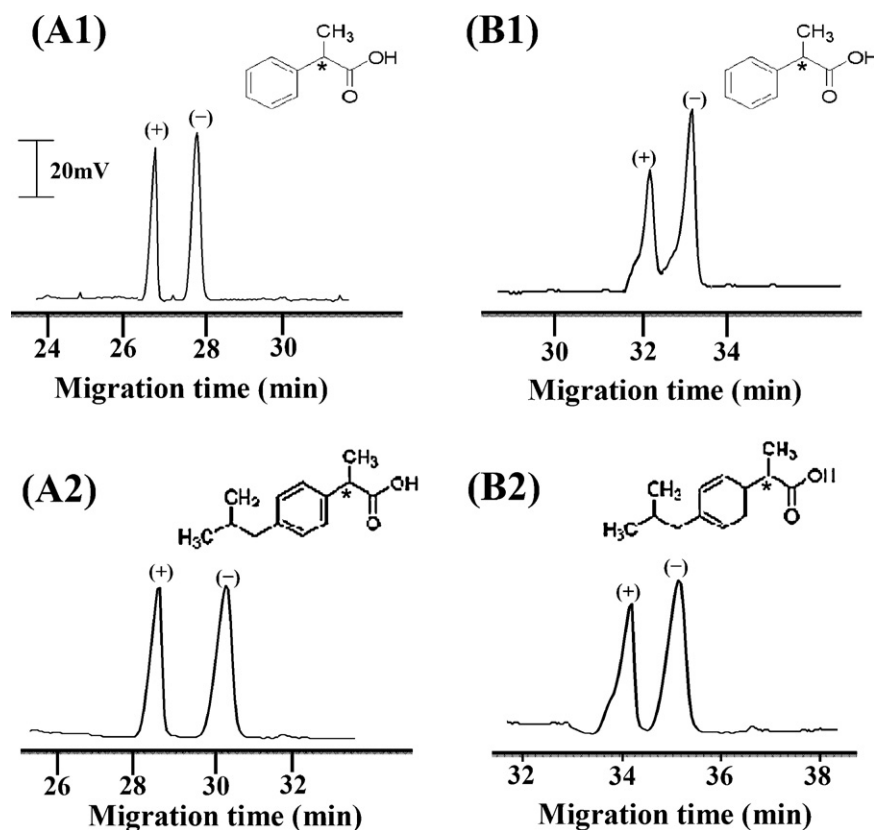 (A1)
CH₃
OH
*
O
(+)
(−)
20mV
24 26 28 30
Migration time (min)
(B1)
CH₃
OH
*
O
(−)
(+)
30 32 34
Migration time (min)
(A2)
CH₃
CH₃
OH
*
O
H₃C
(+)
(−)
26 28 30 32
Migration time (min)
(B2)
CH₃
CH₃
OH
*
O
H₃C
(+)
(−)
32 34 36 38
Migration time (min)